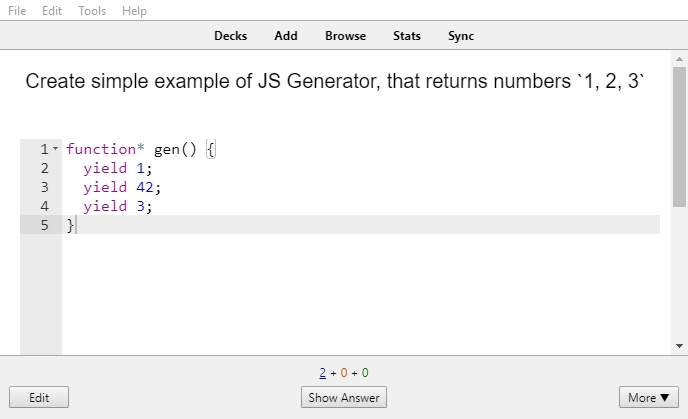 File Edit Tools Help
Decks Add Browse Stats Sync
Create simple example of JS Generator, that returns numbers `1, 2, 3`
1 function* gen() {
2 yield 1;
3 yield 42;
4 yield 3;
5 }
2 + 0 + 0
Edit Show Answer More ▼